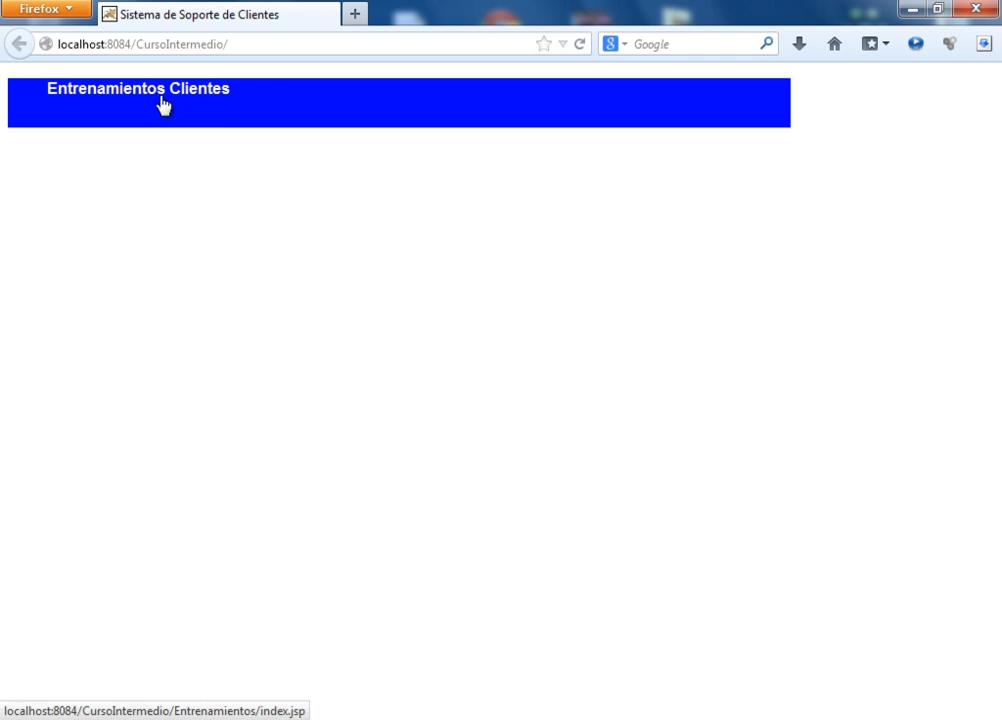 Firefox
Sistema de Soporte de Clientes
localhost:8084/CursoIntermedio/
Google
Entrenamientos Clientes
localhost:8084/CursoIntermedio/Entrenamientos/index.jsp